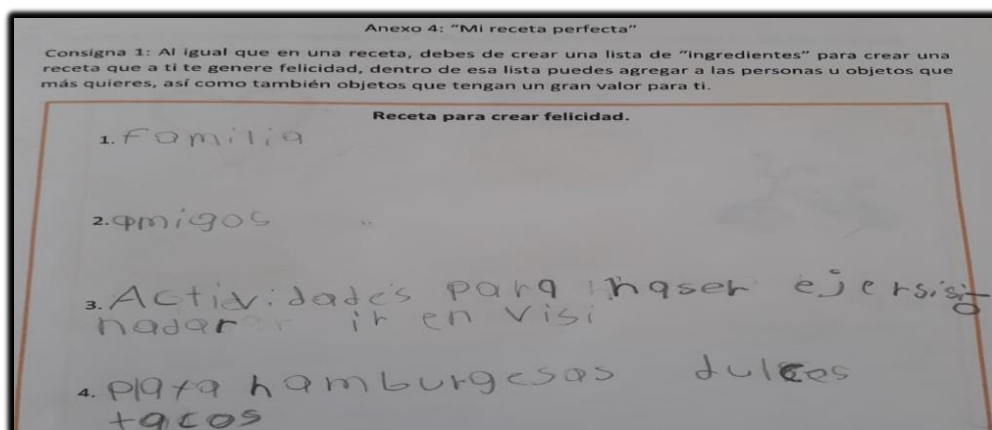 Anexo 4: “Mi receta perfecta”
Consigna 1: Al igual que en una receta, debes de crear una lista de “ingredientes” para crear una
receta que a ti te genere felicidad, dentro de esa lista puedes agregar a las personas u objetos que
más quieres, así como también objetos que tengan un gran valor para ti.
Receta para crear felicidad.
1. Familia
2. amigos
3. Actividades para haser ejersisio
nadar ir en visi
4. playa hamburgesas dulces
tacos